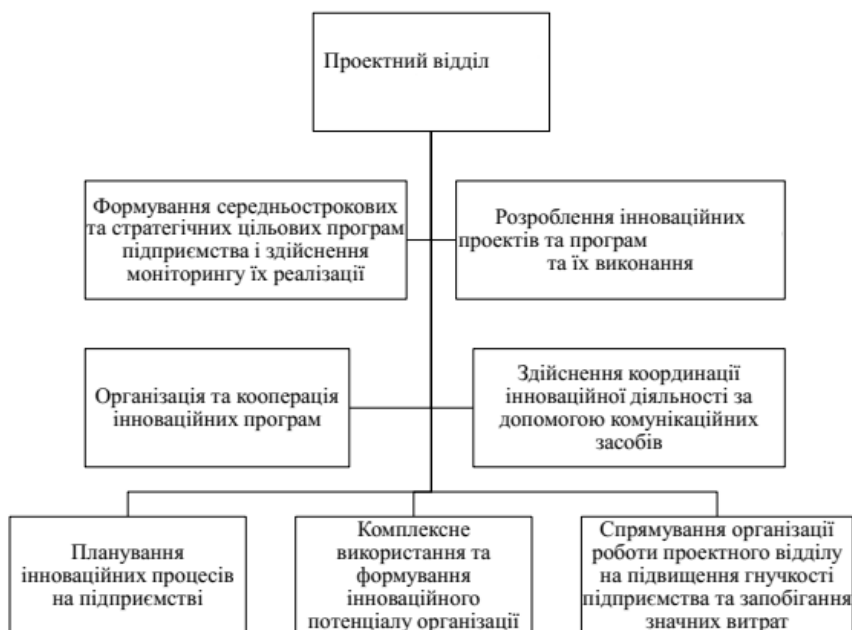 Проектний відділ
Формування середньострокових
та стратегічних цільових програм
підприємства і здійснення
моніторингу їх реалізації
Розроблення інноваційних
проектів та програм
та їх виконання
Організація та кооперація
інноваційних програм
Здійснення координації
інноваційної діяльності за
допомогою комунікаційних
засобів
Планування
інноваційних процесів
на підприємстві
Комплексне
використання та
формування
інноваційного
потенціалу організації
Спрямування організації
роботи проектного відділу
на підвищення гнучкості
підприємства та запобігання
значних витрат